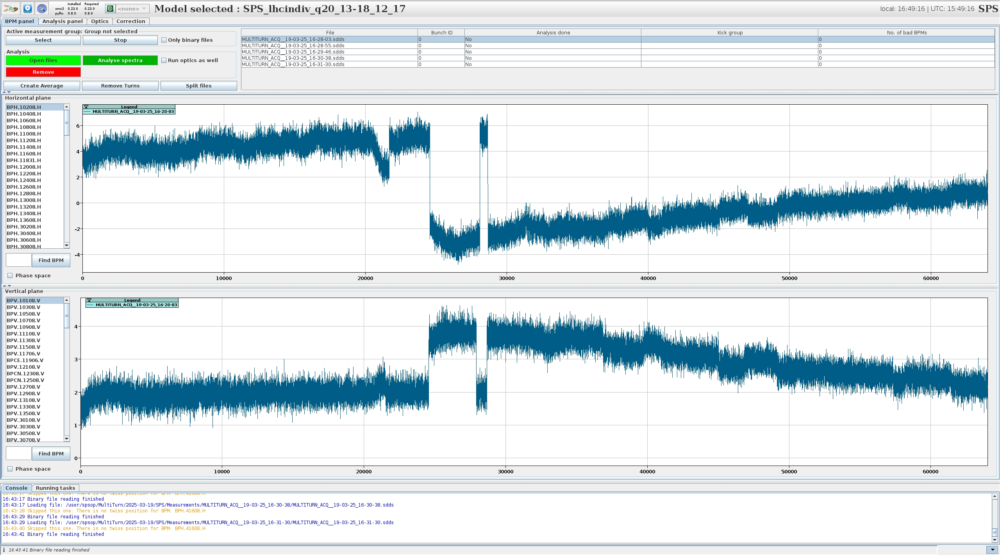 Installed Required
omc3 0.23.0 0.23.0
pylhc 0.8.0 0.8.0
<none>
Model selected : SPS_lhcindiv_q20_13-18_12_17
local: 16:49:16 | UTC: 15:49:16 SPS
BPM panel Analysis panel Optics Correction
Active measurement group: Group not selected
Select Stop Only binary files
Analysis
Open files Analyse spectra Run optics as well
Remove
Create Average Remove Turns Split files
File Bunch ID Analysis done Kick group No. of bad BPMs
MULTITURN_ACQ__19-03-25_16-28-03.sdds 0 No 0
MULTITURN_ACQ__19-03-25_16-28-55.sdds 0 No 0
MULTITURN_ACQ__19-03-25_16-29-46.sdds 0 No 0
MULTITURN_ACQ__19-03-25_16-30-38.sdds 0 No 0
MULTITURN_ACQ__19-03-25_16-31-30.sdds 0 No 0
Horizontal plane
BPH.10208.H
BPH.10408.H
BPH.10608.H
BPH.10808.H
BPH.11008.H
BPH.11208.H
BPH.11408.H
BPH.11608.H
BPH.11831.H
BPH.12008.H
BPH.12208.H
BPH.12408.H
BPH.12608.H
BPH.12808.H
BPH.13008.H
BPH.13208.H
BPH.13408.H
BPH.13608.H
BPH.30208.H
BPH.30408.H
BPH.30608.H
BPH.30808.H
Find BPM
Phase space
Legend
MULTITURN_ACQ__19-03-25_16-28-03
6
4
2
0
-2
-4
0 10000 20000 30000 40000 50000 60000
Vertical plane
BPV.10108.V
BPV.10308.V
BPV.10508.V
BPV.10708.V
BPV.10908.V
BPV.11108.V
BPV.11308.V
BPV.11508.V
BPV.11706.V
BPCE.11906.V
BPV.12108.V
BPCN.12308.V
BPCN.12508.V
BPV.12708.V
BPV.12908.V
BPV.13108.V
BPV.13308.V
BPV.13508.V
BPV.30108.V
BPV.30308.V
BPV.30508.V
BPV.30708.V
Find BPM
Phase space
Legend
MULTITURN_ACQ__19-03-25_16-28-03
4
3
2
1
0
0 10000 20000 30000 40000 50000 60000
Console Running tasks
16:43:17 Skipped this one. There is no twiss position for BPM: BPH.41608.H
16:43:17 Binary file reading finished
16:43:17 Loading file: /user/spsop/MultiTurn/2025-03-19/SPS/Measurements/MULTITURN_ACQ__19-03-25_16-30-38/MULTITURN_ACQ__19-03-25_16-30-38.sdds
16:43:28 Skipped this one. There is no twiss position for BPM: BPH.41608.H
16:43:29 Binary file reading finished
16:43:29 Loading file: /user/spsop/MultiTurn/2025-03-19/SPS/Measurements/MULTITURN_ACQ__19-03-25_16-31-30/MULTITURN_ACQ__19-03-25_16-31-30.sdds
16:43:40 Skipped this one. There is no twiss position for BPM: BPH.41608.H
16:43:41 Binary file reading finished
16:43:41 Binary file reading finished